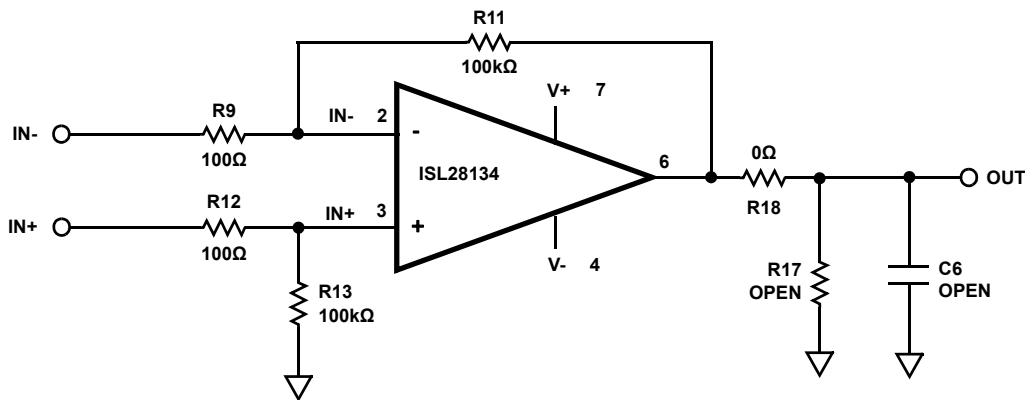 R11
100kΩ
V+ 7
R9
IN- 2
IN-
-
100Ω
0Ω
6
ISL28134
OUT
R12
IN+ 3
R18
IN+
+
100Ω
V- 4
R17
OPEN
C6
OPEN
R13
100kΩ